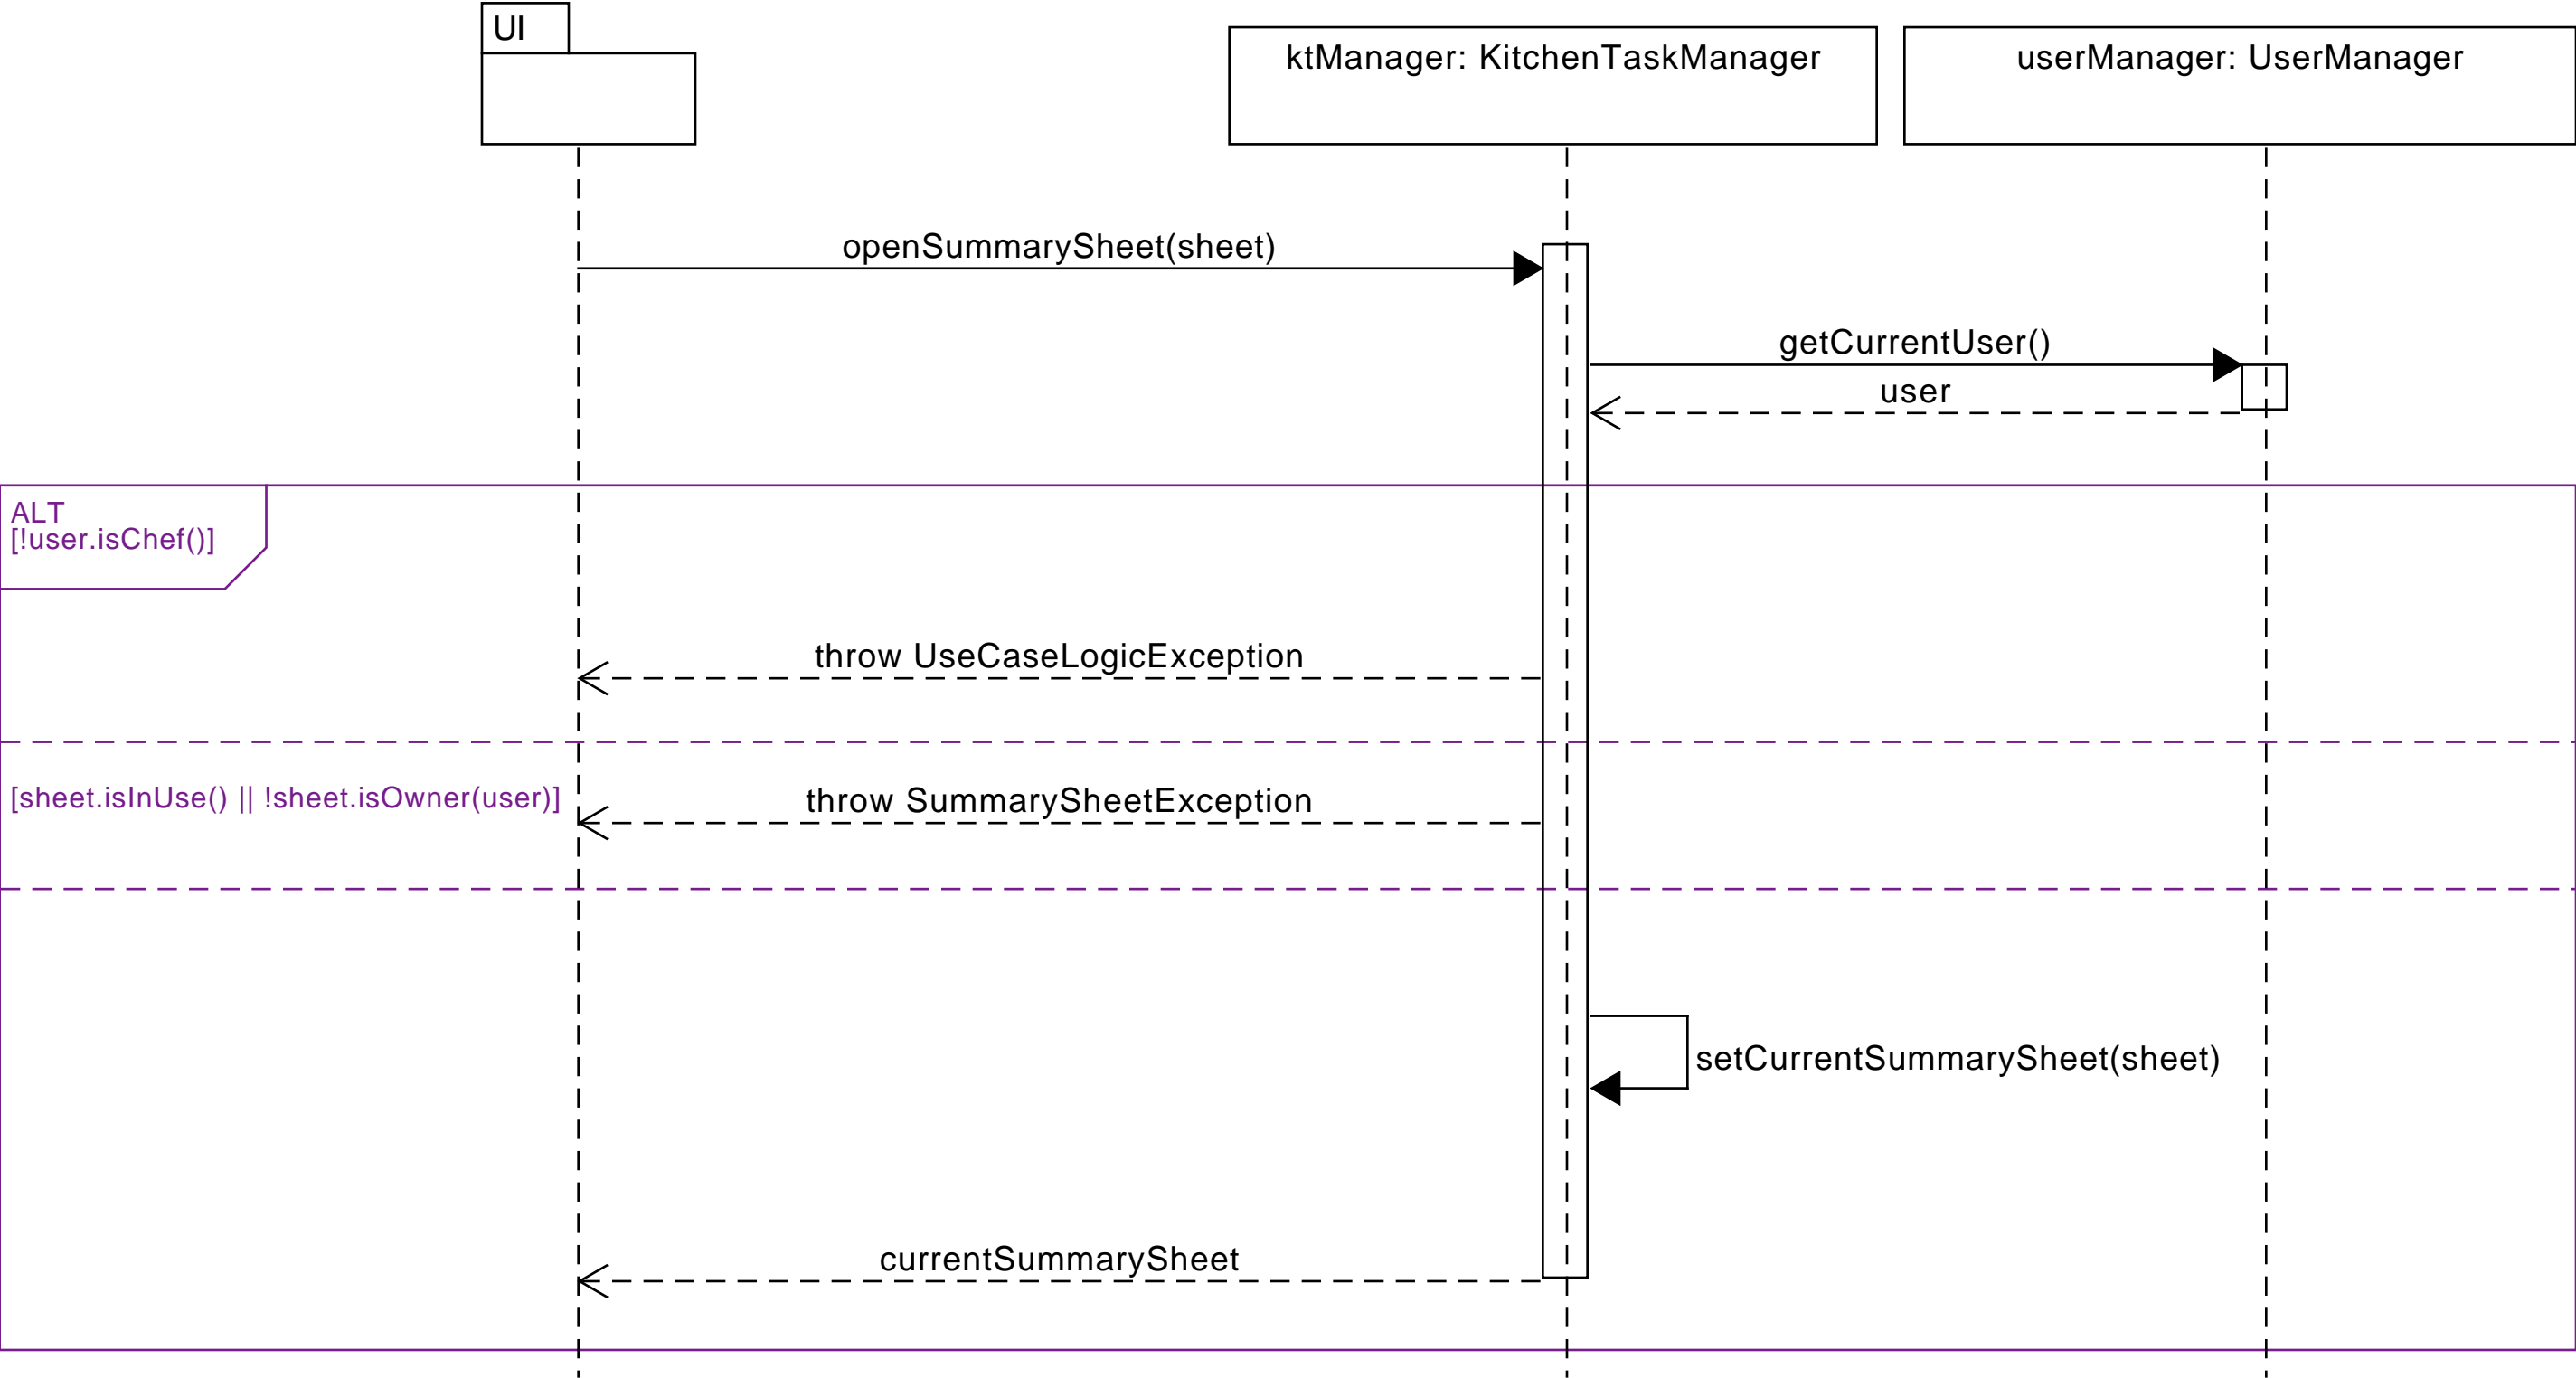 UI
ktManager: KitchenTaskManager
userManager: UserManager
openSummarySheet(sheet)
getCurrentUser()
user
ALT
[!user.isChef()]
throw UseCaseLogicException
[sheet.isInUse() || !sheet.isOwner(user)]
throw SummarySheetException
setCurrentSummarySheet(sheet)
currentSummarySheet